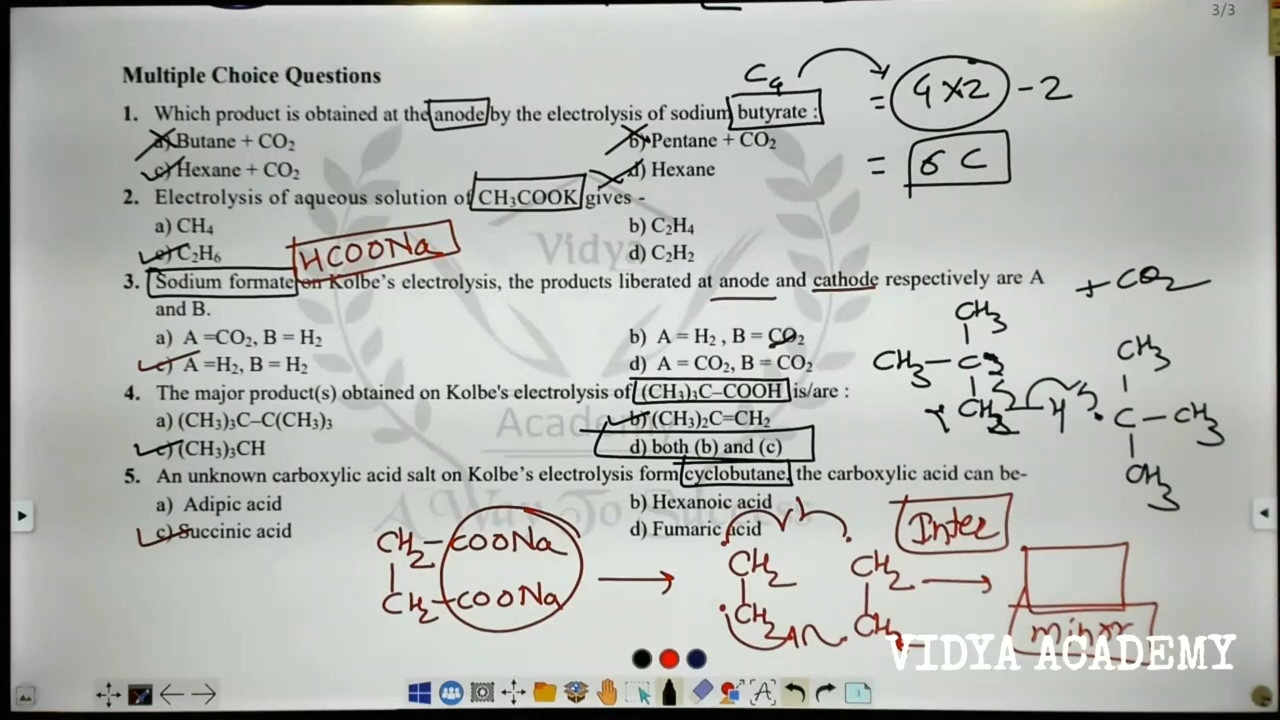 3/3
Multiple Choice Questions
C4 = 4×2 - 2
= 6 C
1. Which product is obtained at the anode by the electrolysis of sodium butyrate :
a) Butane + CO2 b) Pentane + CO2
c) Hexane + CO2 d) Hexane
2. Electrolysis of aqueous solution of CH3COOK gives -
a) CH4 b) C2H4
c) C2H6 d) C2H2
HCOONa
3. Sodium formate on Kolbe's electrolysis, the products liberated at anode and cathode respectively are A
and B.
+ CO2
a) A =CO2, B = H2 b) A = H2 , B = CO2
c) A =H2, B = H2 d) A = CO2, B = CO2
CH3
CH3 — C
CH2 — H
CH3
C — CH3
CH3
4. The major product(s) obtained on Kolbe's electrolysis of (CH3)3C–COOH is/are :
a) (CH3)3C–C(CH3)3 b) (CH3)2C=CH2
c) (CH3)3CH d) both (b) and (c)
5. An unknown carboxylic acid salt on Kolbe's electrolysis form cyclobutane, the carboxylic acid can be-
a) Adipic acid b) Hexanoic acid
c) Succinic acid d) Fumaric acid
Inter
CH2 — COONa
CH2 — COONa
CH2 CH2
CH2 CH2
minor
Vidya
Academy
A Way To Success
VIDYA ACADEMY